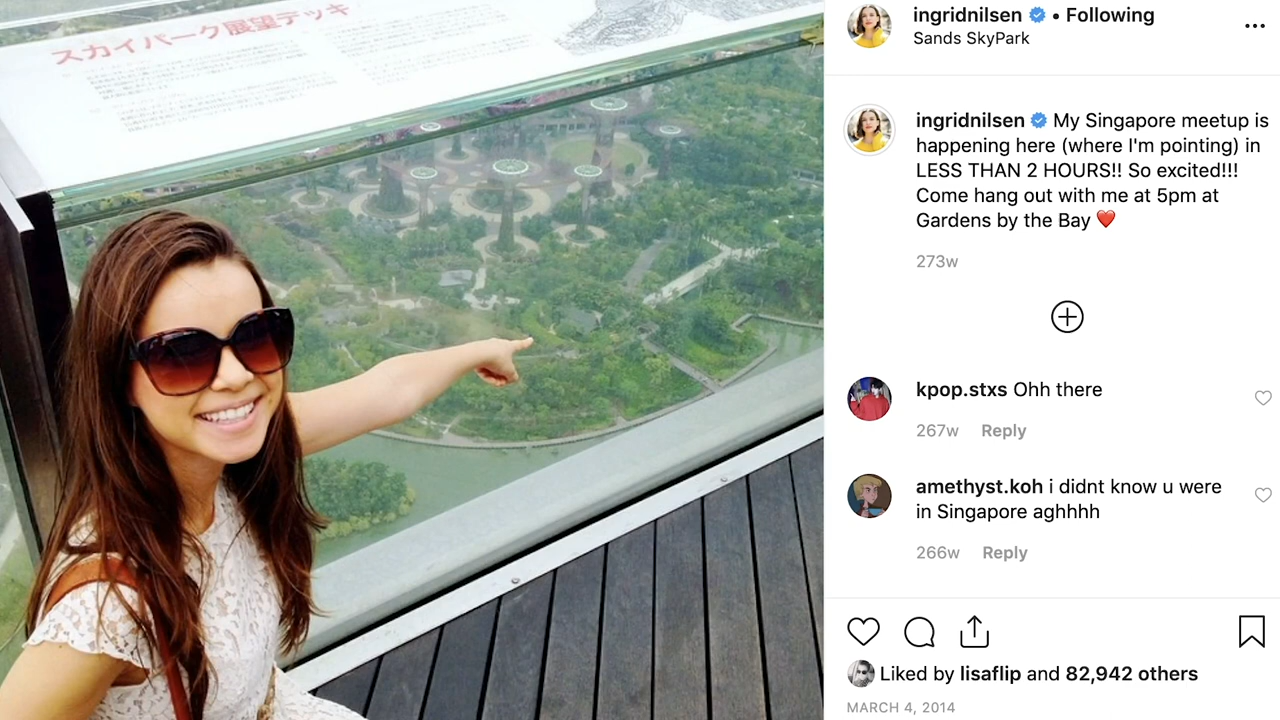 スカイパーク展望デッキ
ingridnilsen • Following
Sands SkyPark
ingridnilsen My Singapore meetup is
happening here (where I'm pointing) in
LESS THAN 2 HOURS!! So excited!!!
Come hang out with me at 5pm at
Gardens by the Bay ❤️
273w
kpop.stxs Ohh there
267w Reply
amethyst.koh i didnt know u were
in Singapore aghhhh
266w Reply
Liked by lisaflip and 82,942 others
MARCH 4, 2014